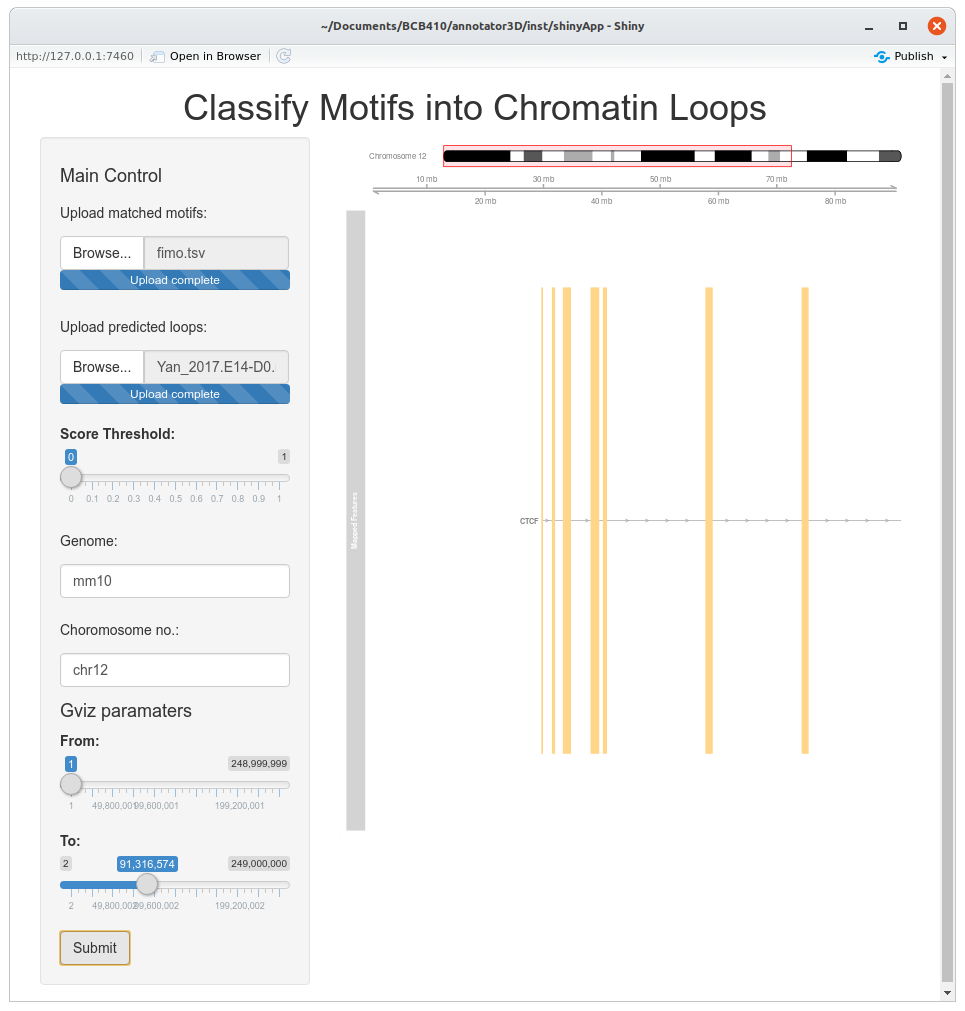 ~/Documents/BCB410/annotator3D/inst/shinyApp - Shiny
http://127.0.0.1:7460 Open in Browser Publish
Classify Motifs into Chromatin Loops
Main Control
Upload matched motifs:
Browse... fimo.tsv
Upload complete
Upload predicted loops:
Browse... Yan_2017.E14-D0.
Upload complete
Score Threshold:
0 1
0 0.1 0.2 0.3 0.4 0.5 0.6 0.7 0.8 0.9 1
Genome:
mm10
Choromosome no.:
chr12
Gviz paramaters
From:
1 248,999,999
1 49,800,001 99,600,001 199,200,001
To:
2 91,316,574 249,000,000
2 49,800,002 99,600,002 199,200,002
Submit
Chromosome 12
10 mb 30 mb 50 mb 70 mb
20 mb 40 mb 60 mb 80 mb
Mapped Features
CTCF